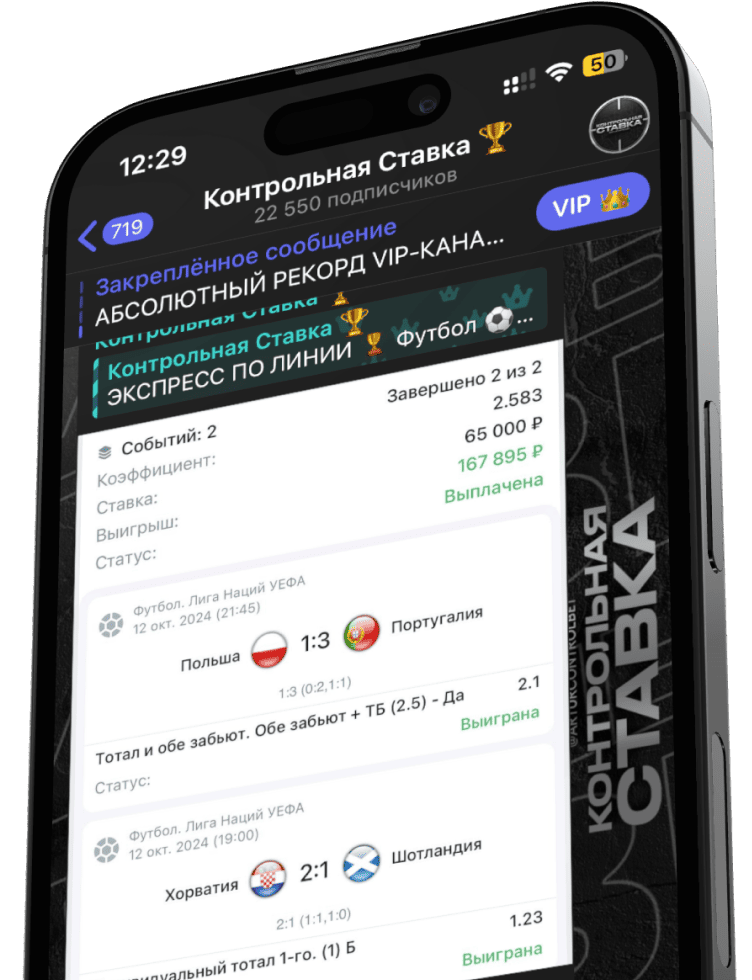 12:29
50
Контрольная Ставка
22 550 подписчиков
КОНТРОЛЬНАЯ
СТАВКА
719
VIP
Закреплённое сообщение
АБСОЛЮТНЫЙ РЕКОРД VIP-КАНА...
Контрольная Ставка
Контрольная Ставка
ЭКСПРЕСС ПО ЛИНИИ Футбол ...
Событий: 2 Завершено 2 из 2
Коэффициент: 2.583
Ставка: 65 000 ₽
Выигрыш: 167 895 ₽
Статус: Выплачена
Футбол. Лига Наций УЕФА
12 окт. 2024 (21:45)
Польша 1:3 Португалия
1:3 (0:2,1:1)
Тотал и обе забьют. Обе забьют + ТБ (2.5) - Да 2.1
Статус: Выиграна
Футбол. Лига Наций УЕФА
12 окт. 2024 (19:00)
Хорватия 2:1 Шотландия
2:1 (1:1,1:0)
тотал 1-го. (1) Б 1.23
Выиграна
@ARTURCONTROLBET
КОНТРОЛЬНАЯ
СТАВКА